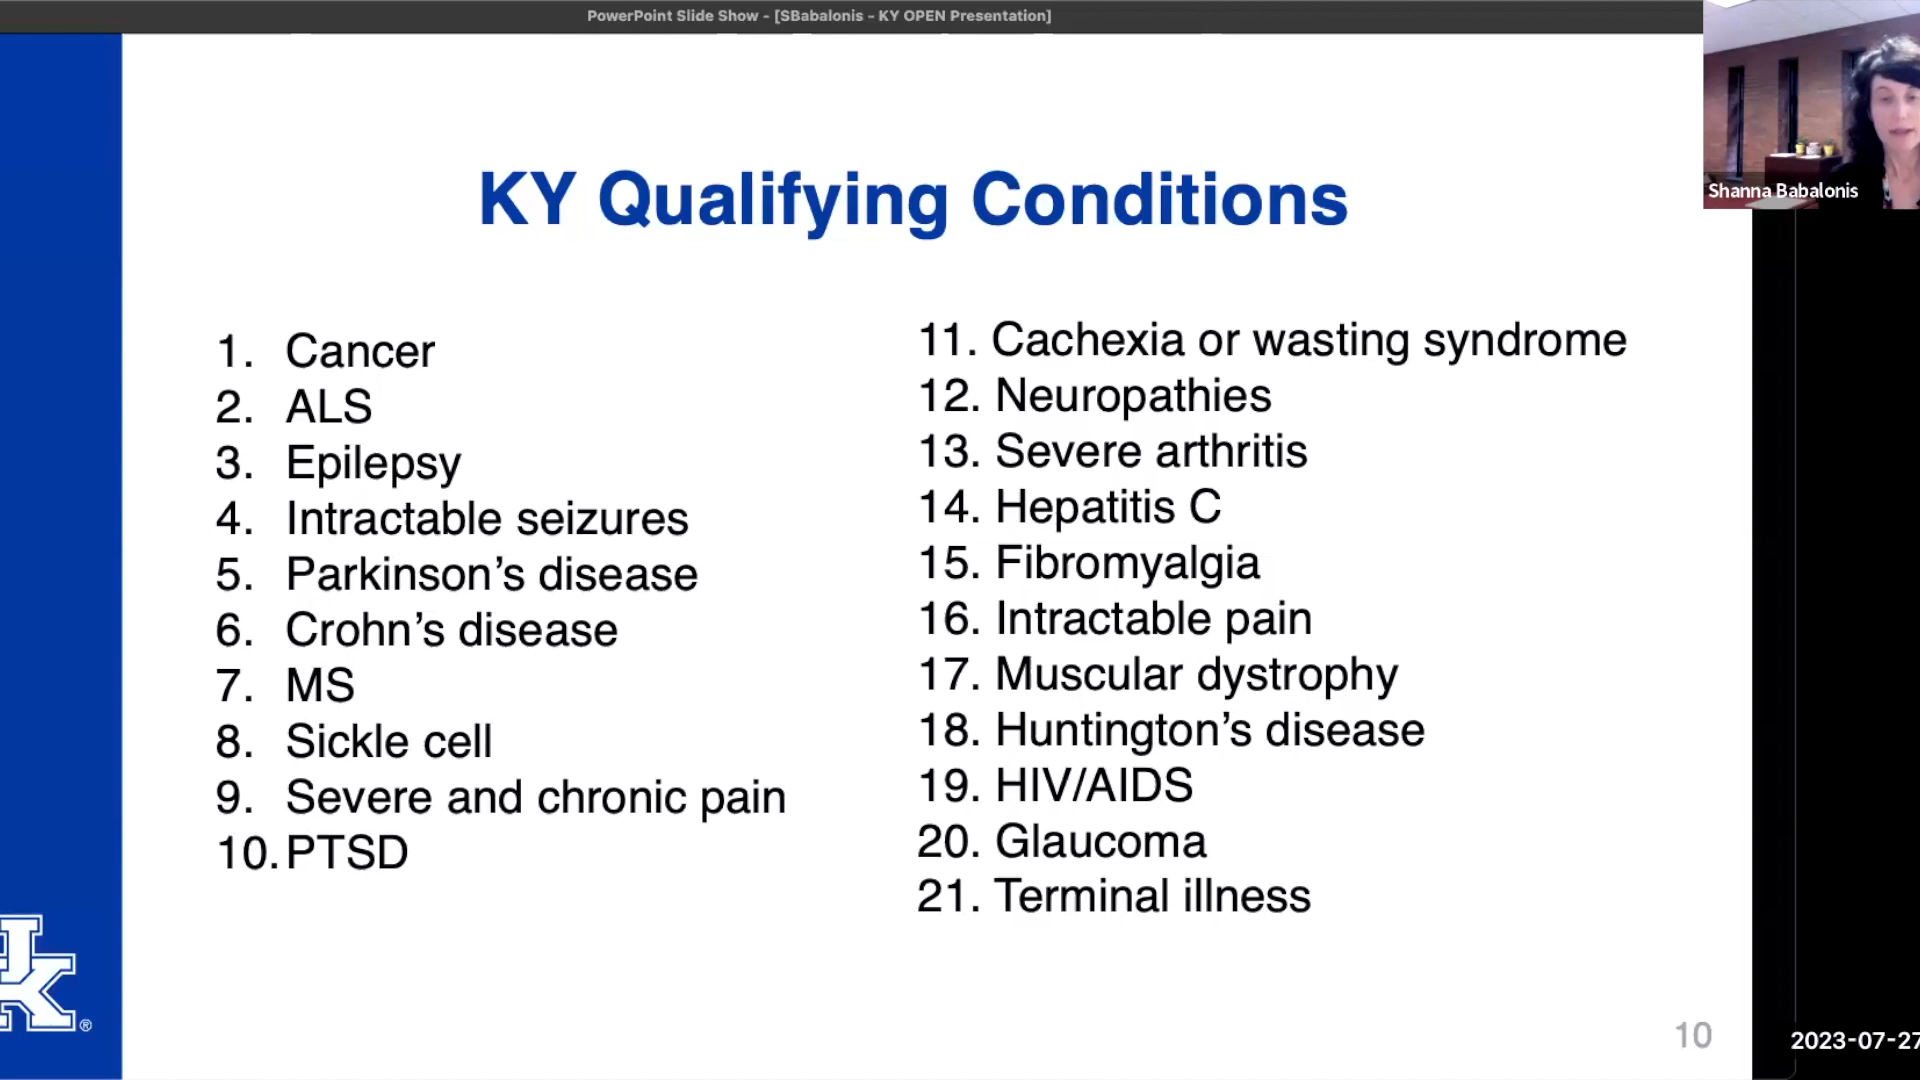 PowerPoint Slide Show - [SBabalonis - KY OPEN Presentation]
Shanna Babalonis
KY Qualifying Conditions
1. Cancer
2. ALS
3. Epilepsy
4. Intractable seizures
5. Parkinson’s disease
6. Crohn’s disease
7. MS
8. Sickle cell
9. Severe and chronic pain
10. PTSD
11. Cachexia or wasting syndrome
12. Neuropathies
13. Severe arthritis
14. Hepatitis C
15. Fibromyalgia
16. Intractable pain
17. Muscular dystrophy
18. Huntington’s disease
19. HIV/AIDS
20. Glaucoma
21. Terminal illness
UK®
10
2023-07-27